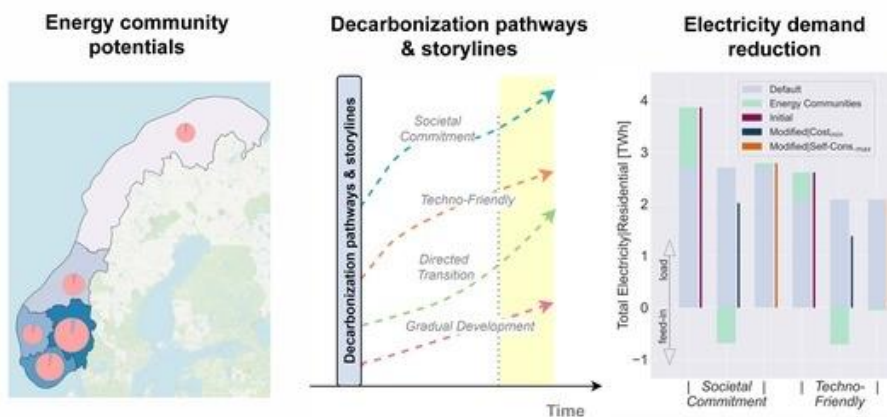 Energy community
potentials
Decarbonization pathways
& storylines
Decarbonization pathways & storylines
Societal
Commitment
Techno-Friendly
Directed
Transition
Gradual Development
Time
Electricity demand
reduction
Total Electricity|Residential [TWh]
feed-in
load
4
3
2
1
0
−1
Default
Energy Communities
Initial
Modified|Costmin
Modified|Self-Cons.max
| Societal | Techno- |
Commitment Friendly